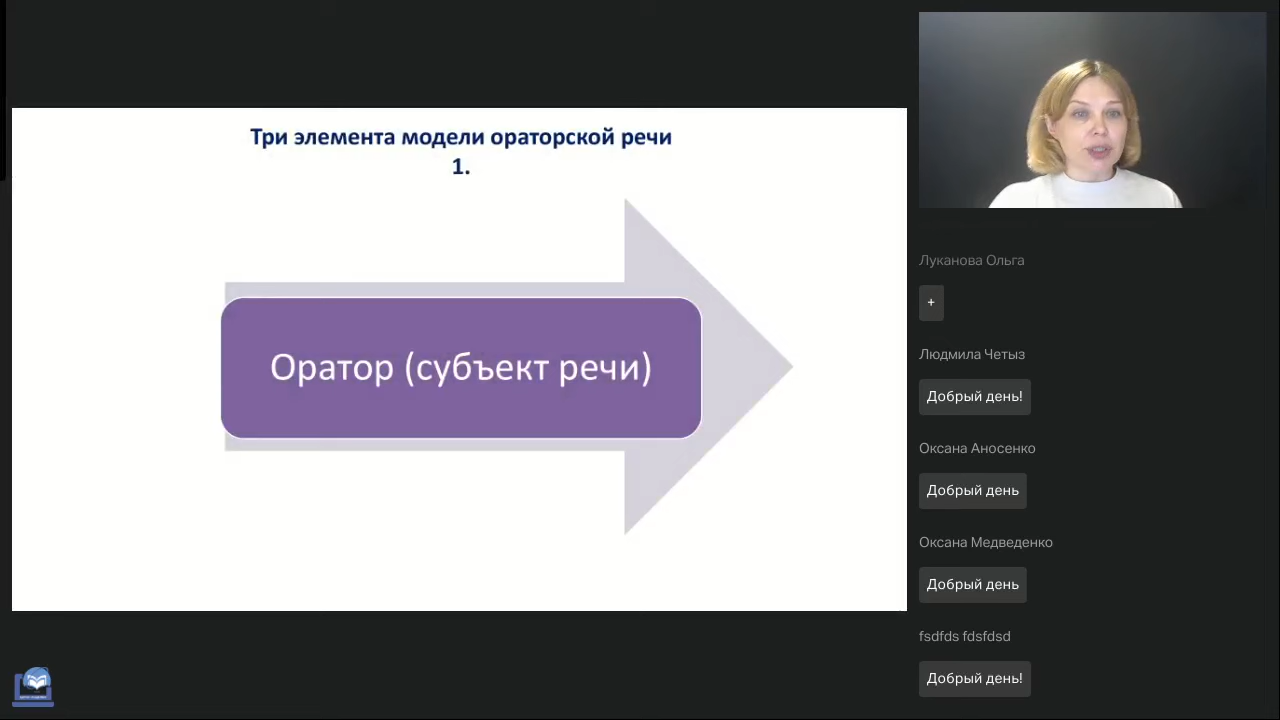 Три элемента модели ораторской речи
1.
Оратор (субъект речи)
Луканова Ольга
+
Людмила Четыз
Добрый день!
Оксана Аносенко
Добрый день
Оксана Медведенко
Добрый день
fsdfds fdsfdsd
Добрый день!